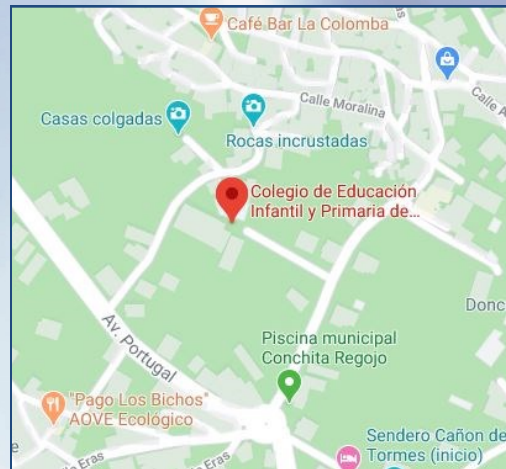 Café Bar La Colomba
Calle Moralina
Calle A
Casas colgadas
Rocas incrustadas
Colegio de Educación
Infantil y Primaria de...
Donc
Av. Portugal
Piscina municipal
Conchita Regojo
"Pago Los Bichos"
AOVE Ecológico
Sendero Cañon de
Tormes (inicio)
e Eras
Eras